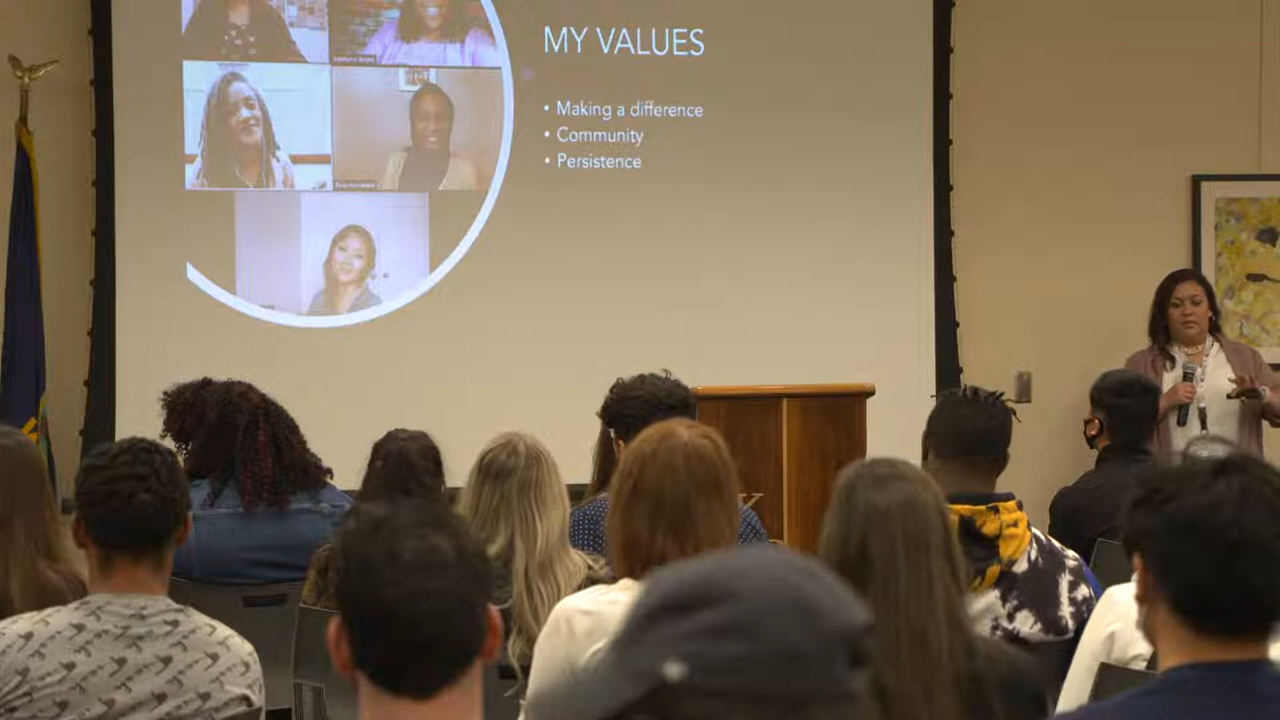 MY VALUES
• Making a difference
• Community
• Persistence